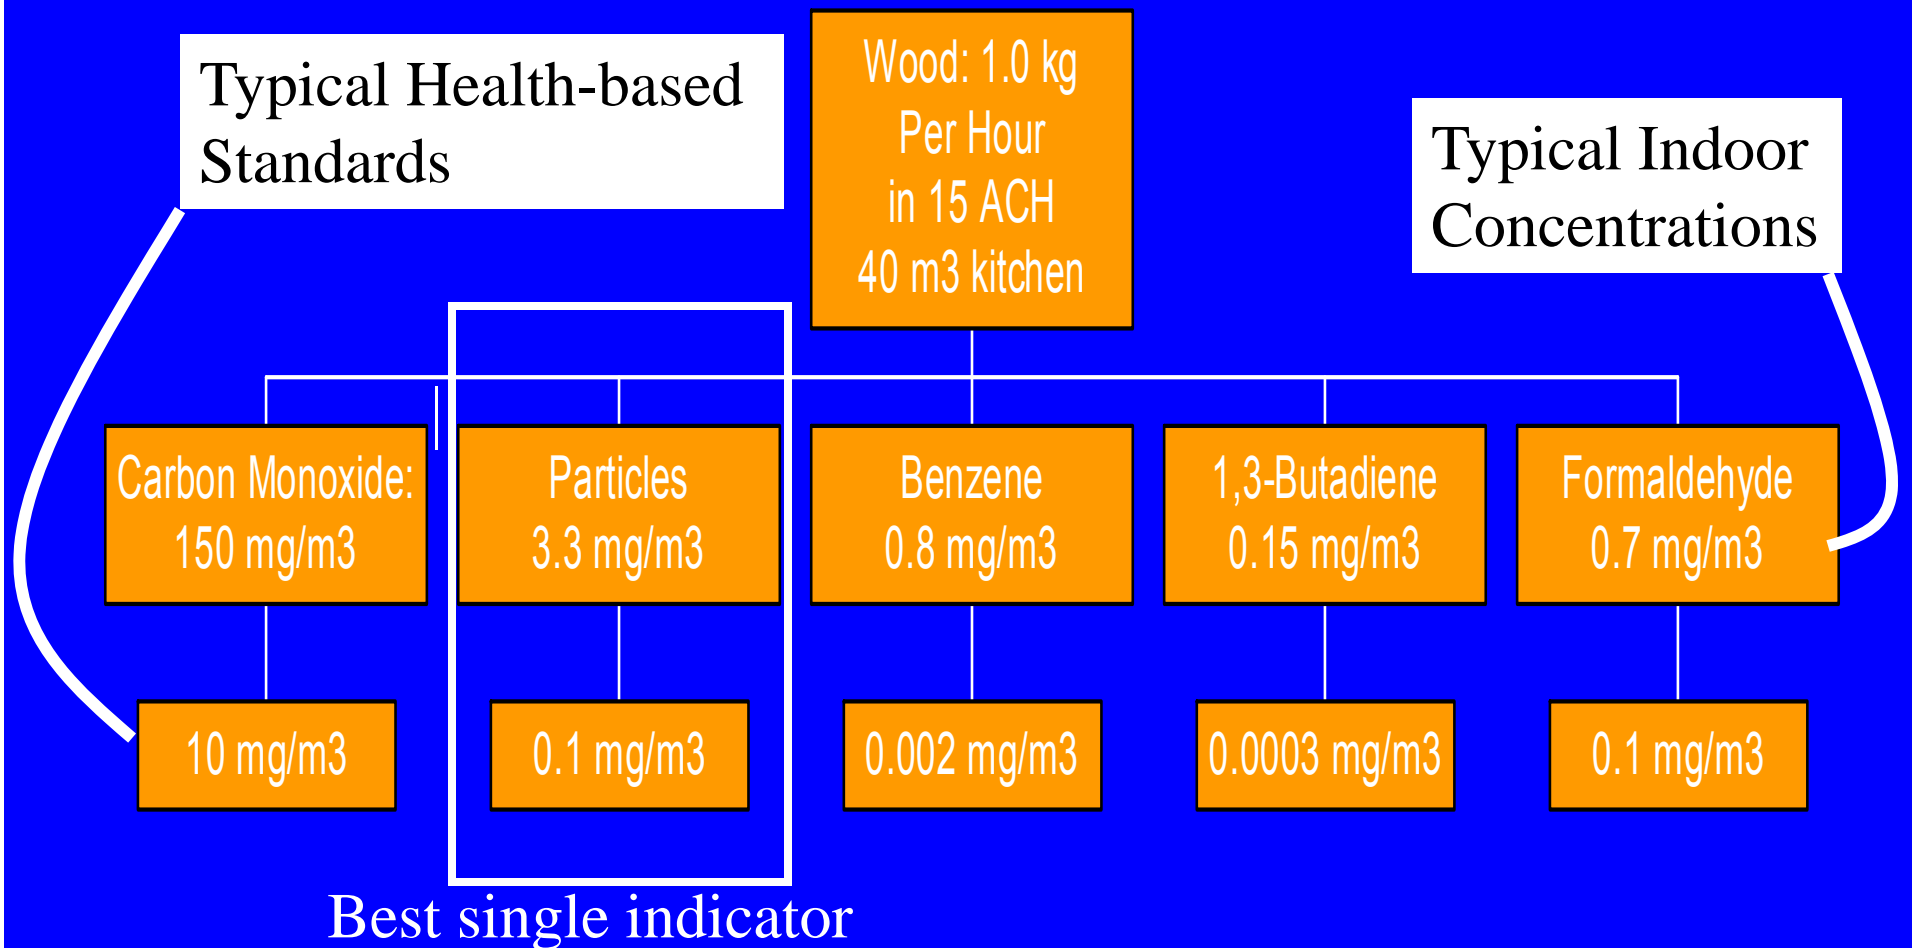 Typical Health-based
Standards
Wood: 1.0 kg
Per Hour
in 15 ACH
40 m3 kitchen
Typical Indoor
Concentrations
Carbon Monoxide:
150 mg/m3
Particles
3.3 mg/m3
Benzene
0.8 mg/m3
1,3-Butadiene
0.15 mg/m3
Formaldehyde
0.7 mg/m3
10 mg/m3
0.1 mg/m3
0.002 mg/m3
0.0003 mg/m3
0.1 mg/m3
Best single indicator